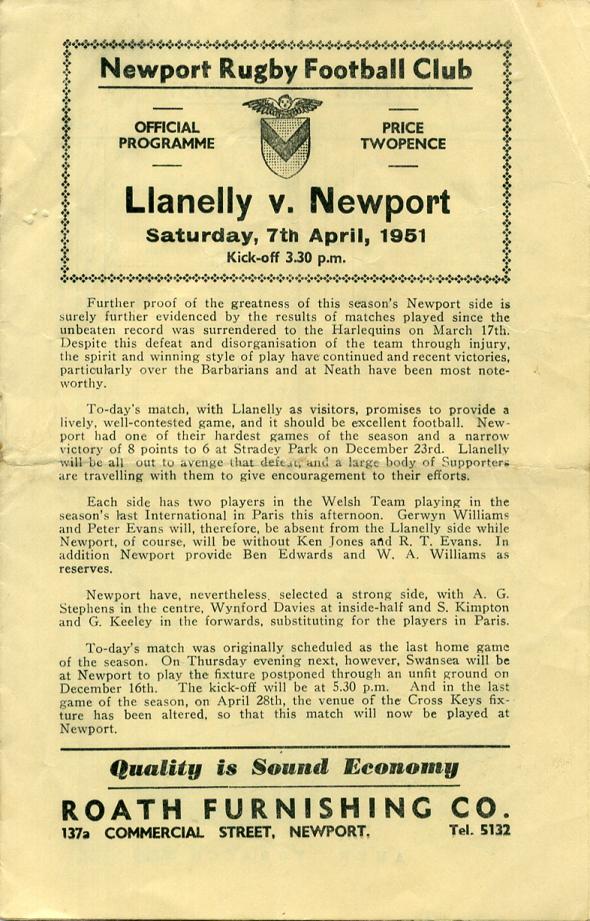 Newport Rugby Football Club
OFFICIAL
PROGRAMME
PRICE
TWOPENCE
Llanelly v. Newport
Saturday, 7th April, 1951
Kick-off 3.30 p.m.
Further proof of the greatness of this season's Newport side is
surely further evidenced by the results of matches played since the
unbeaten record was surrendered to the Harlequins on March 17th.
Despite this defeat and disorganisation of the team through injury,
the spirit and winning style of play have continued and recent victories,
particularly over the Barbarians and at Neath have been most note-
worthy.
To-day's match, with Llanelly as visitors, promises to provide a
lively, well-contested game, and it should be excellent football. New-
port had one of their hardest games of the season and a narrow
victory of 8 points to 6 at Stradey Park on December 23rd. Llanelly
will be all out to avenge that defeat, and a large body of Supporters
are travelling with them to give encouragement to their efforts.
Each side has two players in the Welsh Team playing in the
season's last International in Paris this afternoon. Gerwyn Williams
and Peter Evans will, therefore, be absent from the Llanelly side while
Newport, of course, will be without Ken Jones and R. T. Evans. In
addition Newport provide Ben Edwards and W. A. Williams as
reserves.
Newport have, nevertheless, selected a strong side, with A. G.
Stephens in the centre, Wynford Davies at inside-half and S. Kimpton
and G. Keeley in the forwards, substituting for the players in Paris.
To-day's match was originally scheduled as the last home game
of the season. On Thursday evening next, however, Swansea will be
at Newport to play the fixture postponed through an unfit ground on
December 16th. The kick-off will be at 5.30 p.m. And in the last
game of the season, on April 28th, the venue of the Cross Keys fix-
ture has been altered, so that this match will now be played at
Newport.
Quality is Sound Economy
ROATH FURNISHING CO.
137a COMMERCIAL STREET, NEWPORT. Tel. 5132